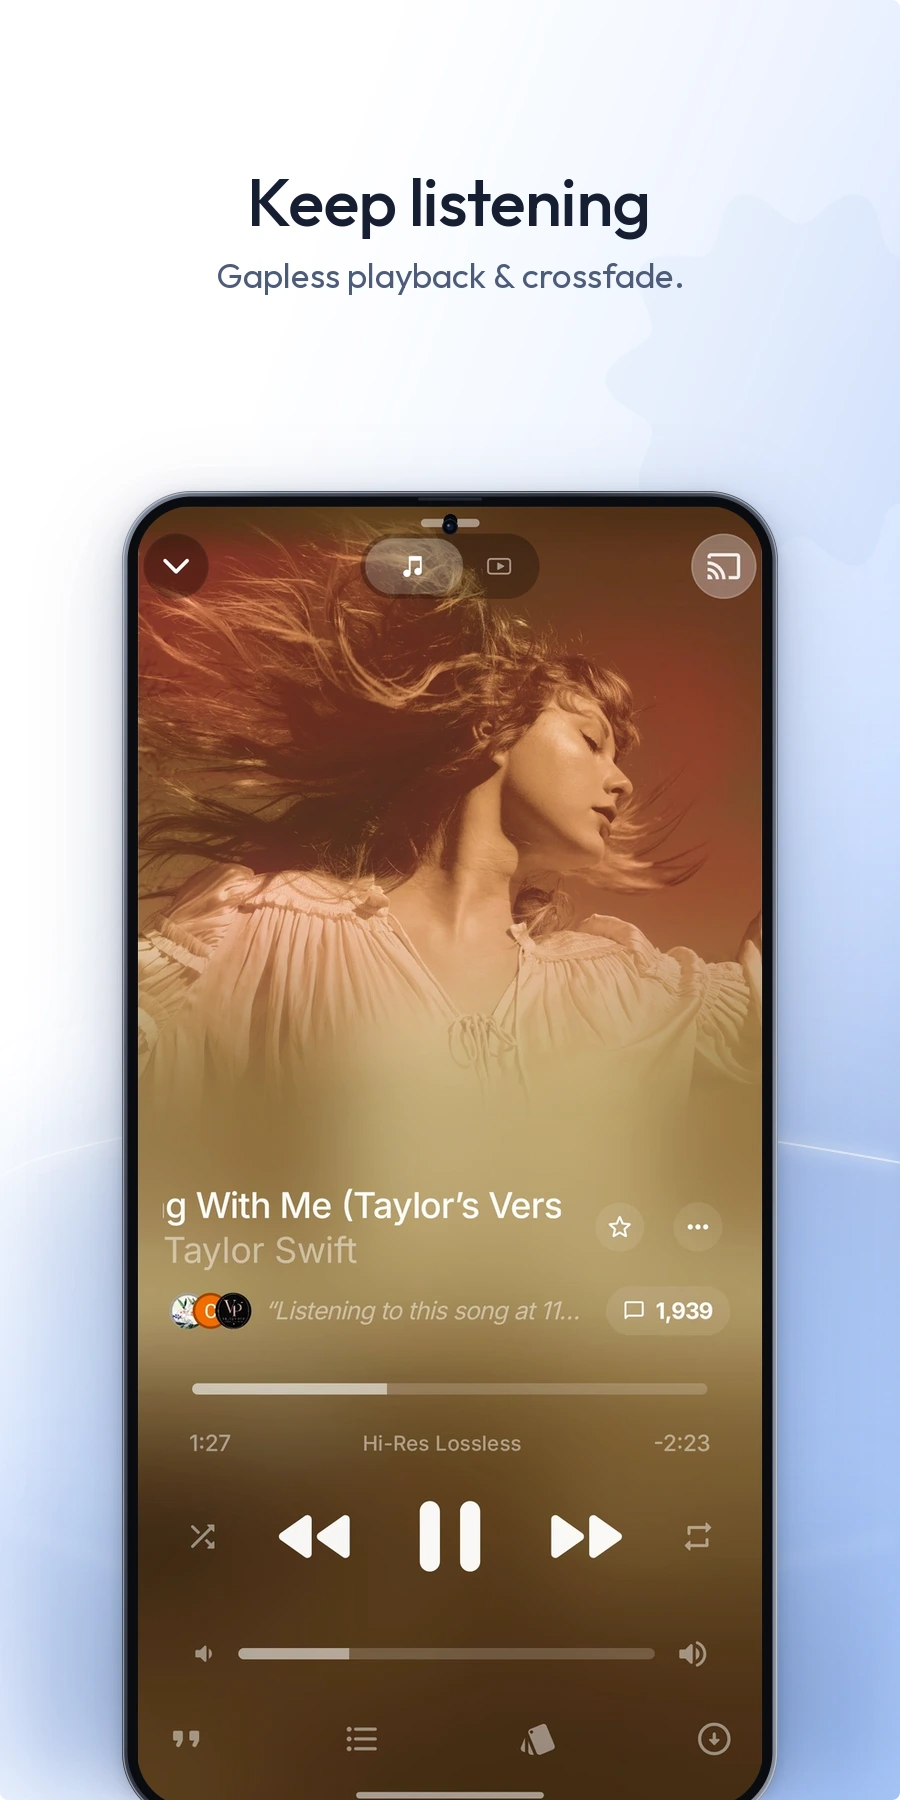 Keep listening
Gapless playback & crossfade.
g With Me (Taylor's Vers
Taylor Swift
C
Vp
"Listening to this song at 11...
1,939
1:27
Hi-Res Lossless
-2:23